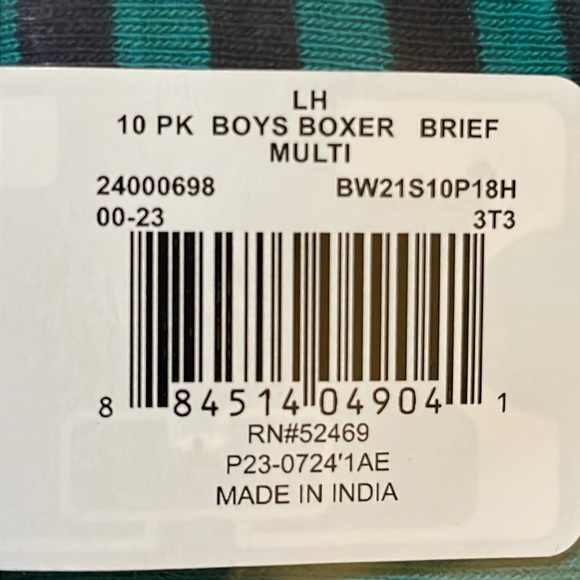 LH
10 PK BOYS BOXER BRIEF
MULTI
24000698 BW21S10P18H
00-23 3T3
8 84514 04904 1
RN#52469
P23-0724'1AE
MADE IN INDIA